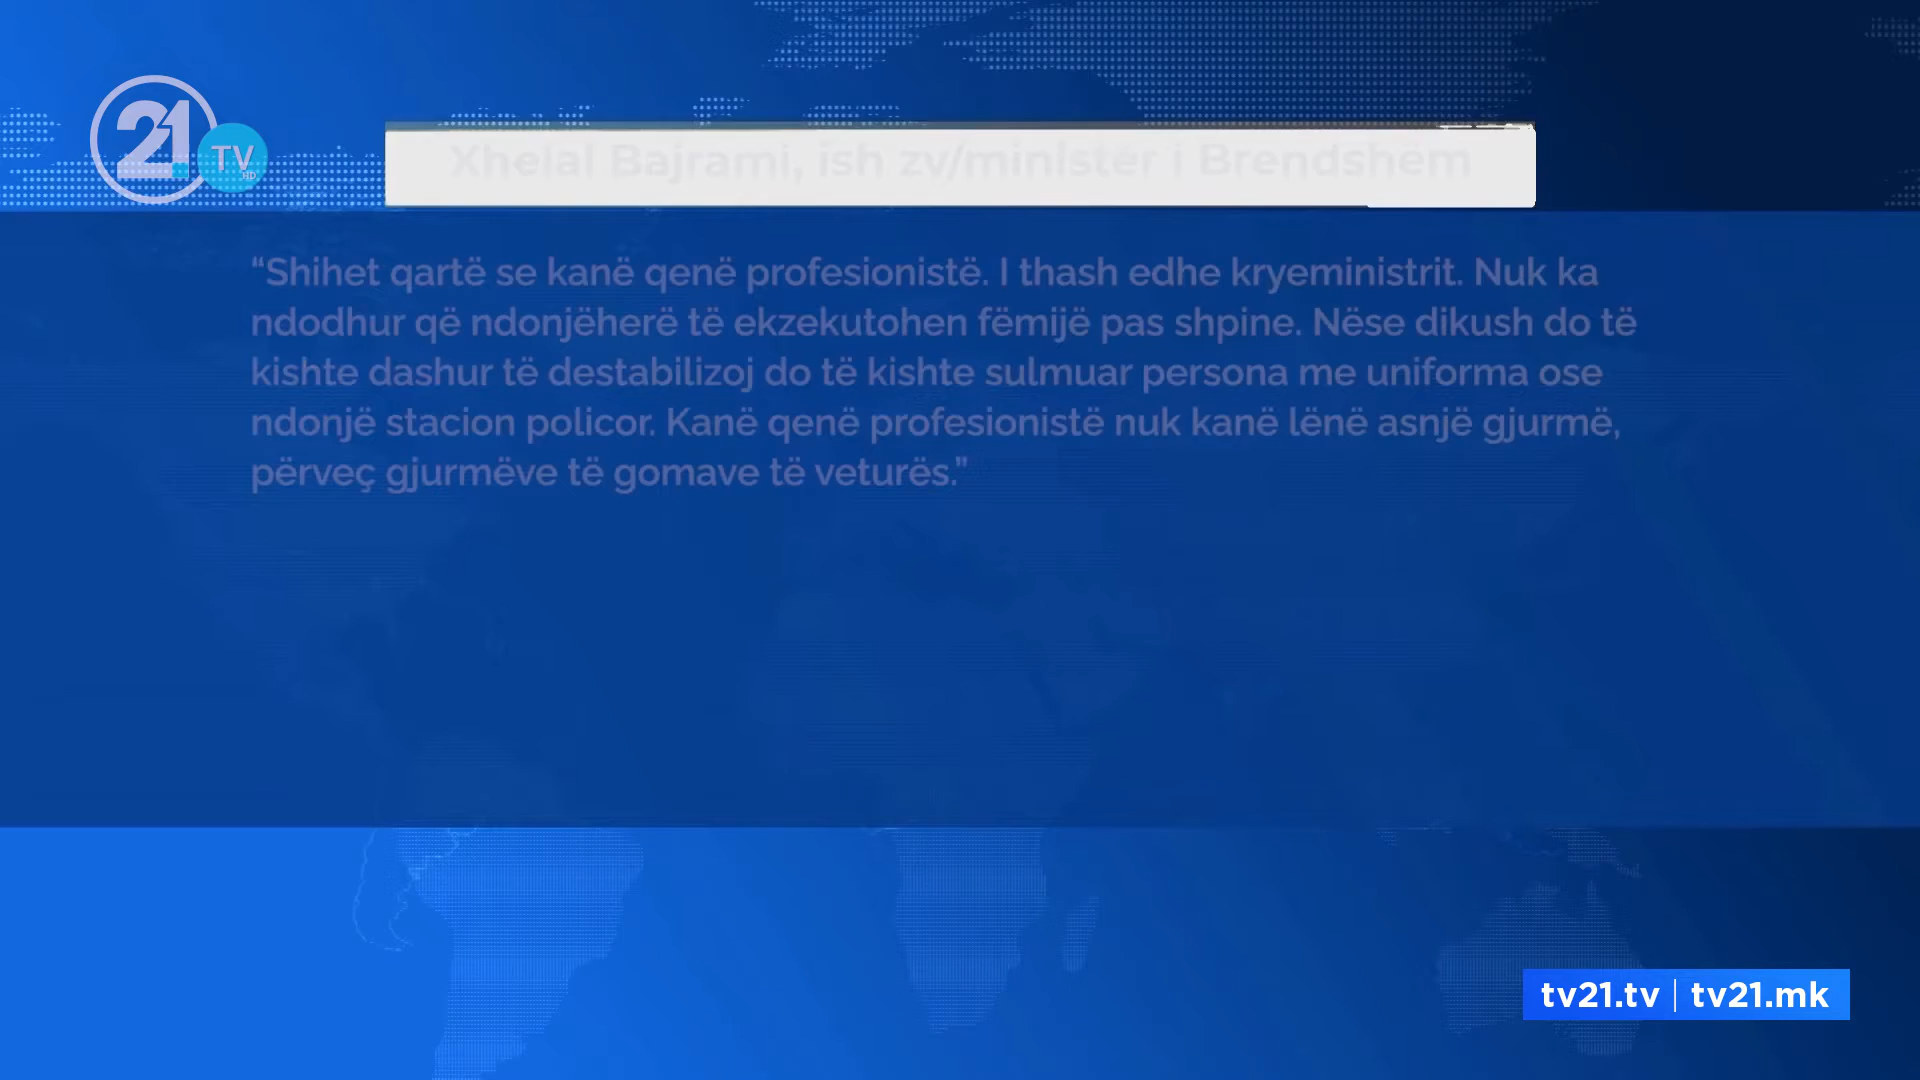 21
TV
HD
Xhelal Bajrami, ish zv/minister i Brendshëm
“Shihet qartë se kanë qenë profesionistë. I thash edhe kryeministrit. Nuk ka
ndodhur që ndonjëherë të ekzekutohen fëmijë pas shpine. Nëse dikush do të
kishte dashur të destabilizoj do të kishte sulmuar persona me uniforma ose
ndonjë stacion policor. Kanë qenë profesionistë nuk kanë lënë asnjë gjurmë,
përveç gjurmëve të gomave të veturës.”
tv21.tv | tv21.mk